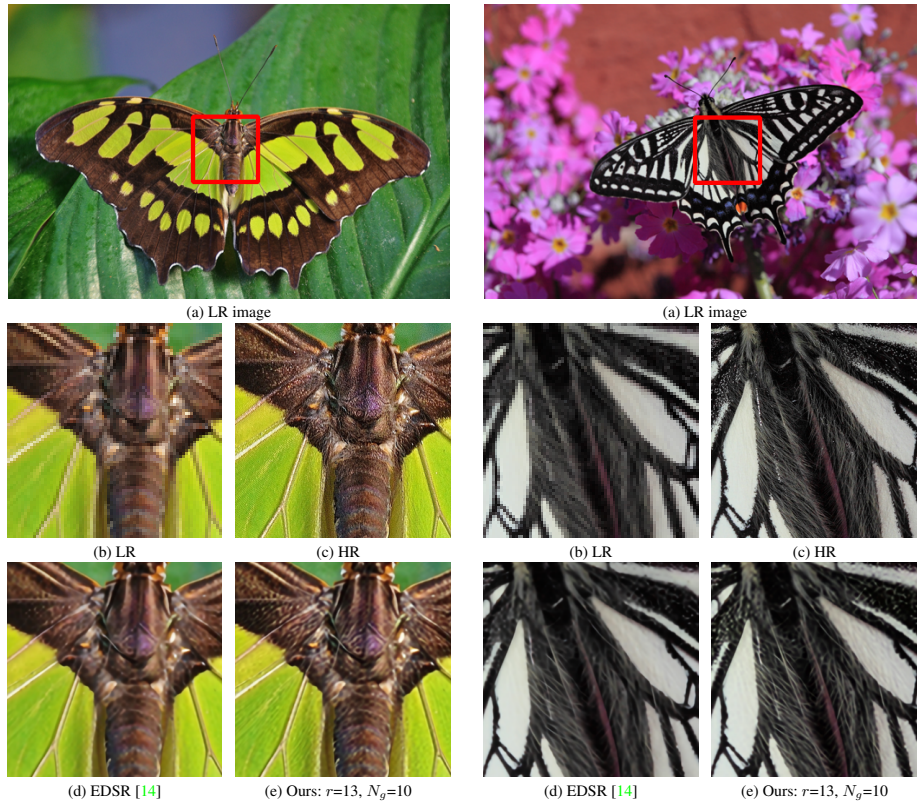 (a) LR image
(a) LR image
(b) LR
(c) HR
(b) LR
(c) HR
(d) EDSR [14]
(e) Ours: r=13, N_g=10
(d) EDSR [14]
(e) Ours: r=13, N_g=10